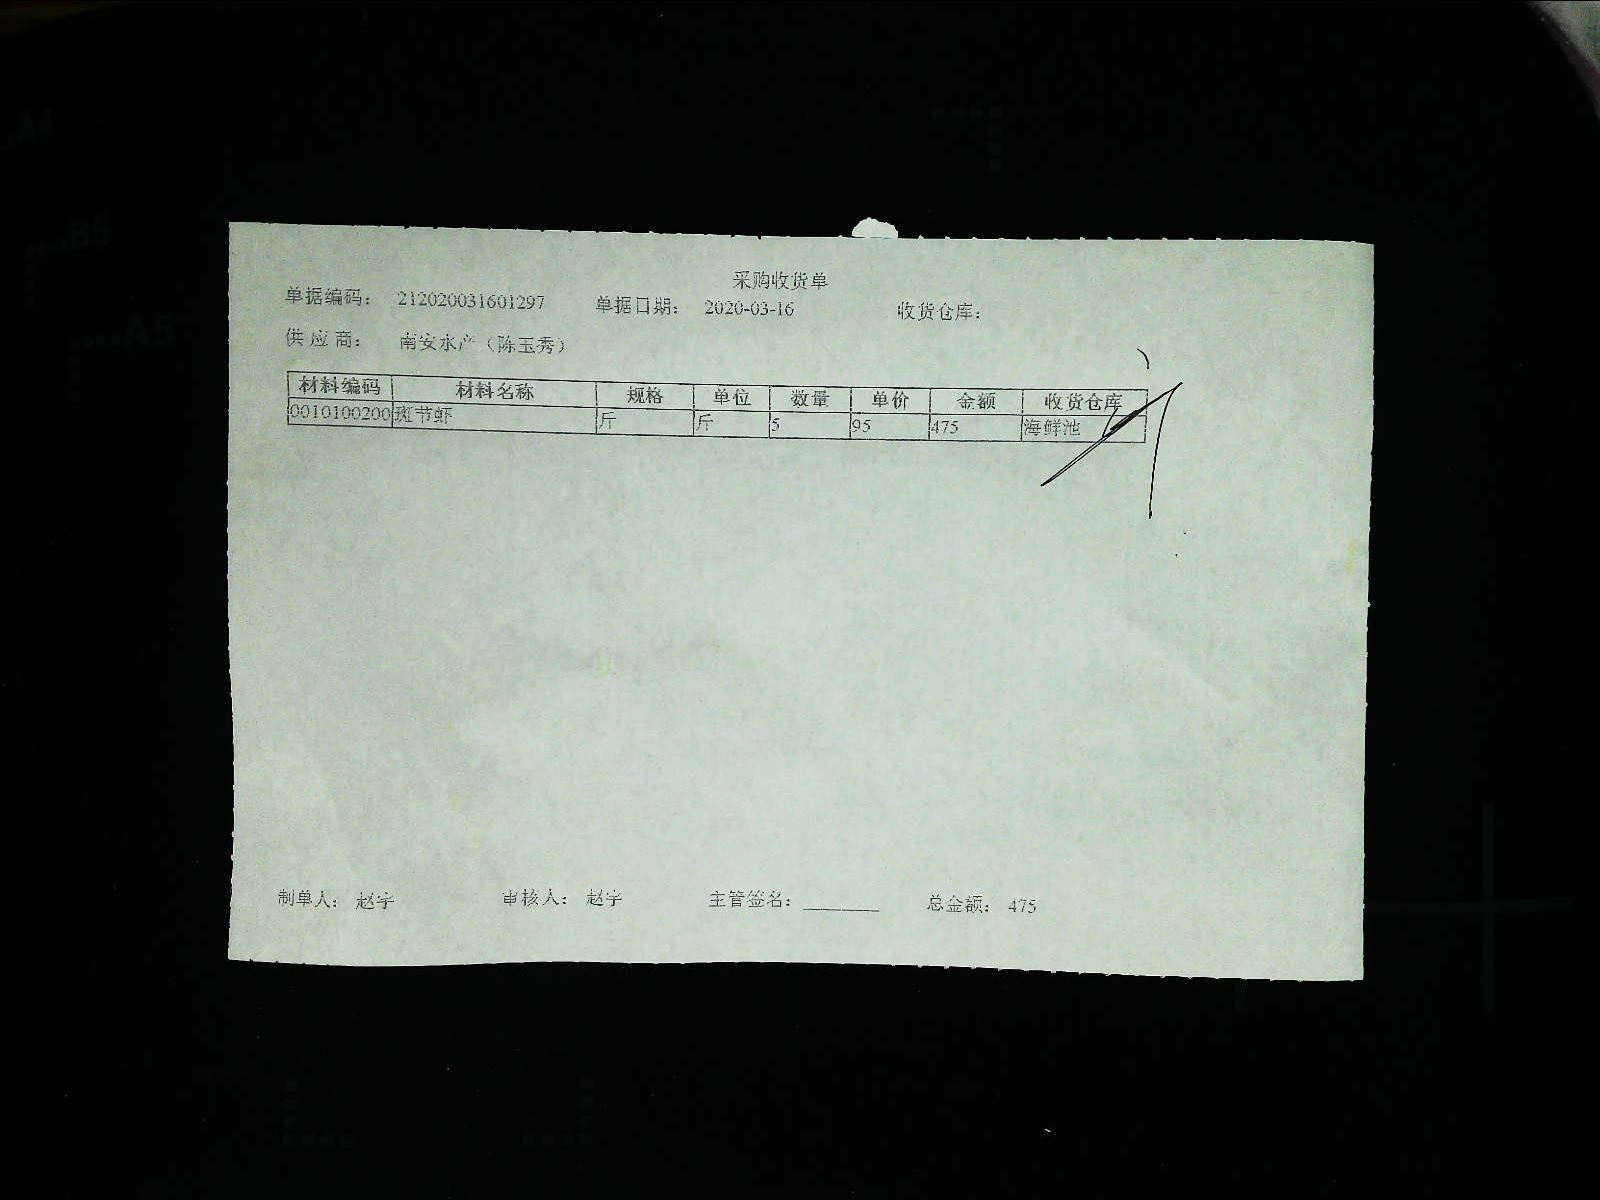 采购收货单
单据编码： 212020031601297 单据日期： 2020-03-16 收货仓库：
供应商： 南安水产（陈玉秀）
材料编码 材料名称 规格 单位 数量 单价 金额 收货仓库
0010100200 斑节虾 斤 斤 5 95 475 海鲜池
制单人： 赵宇 审核人： 赵宇 主管签名： ________ 总金额： 475